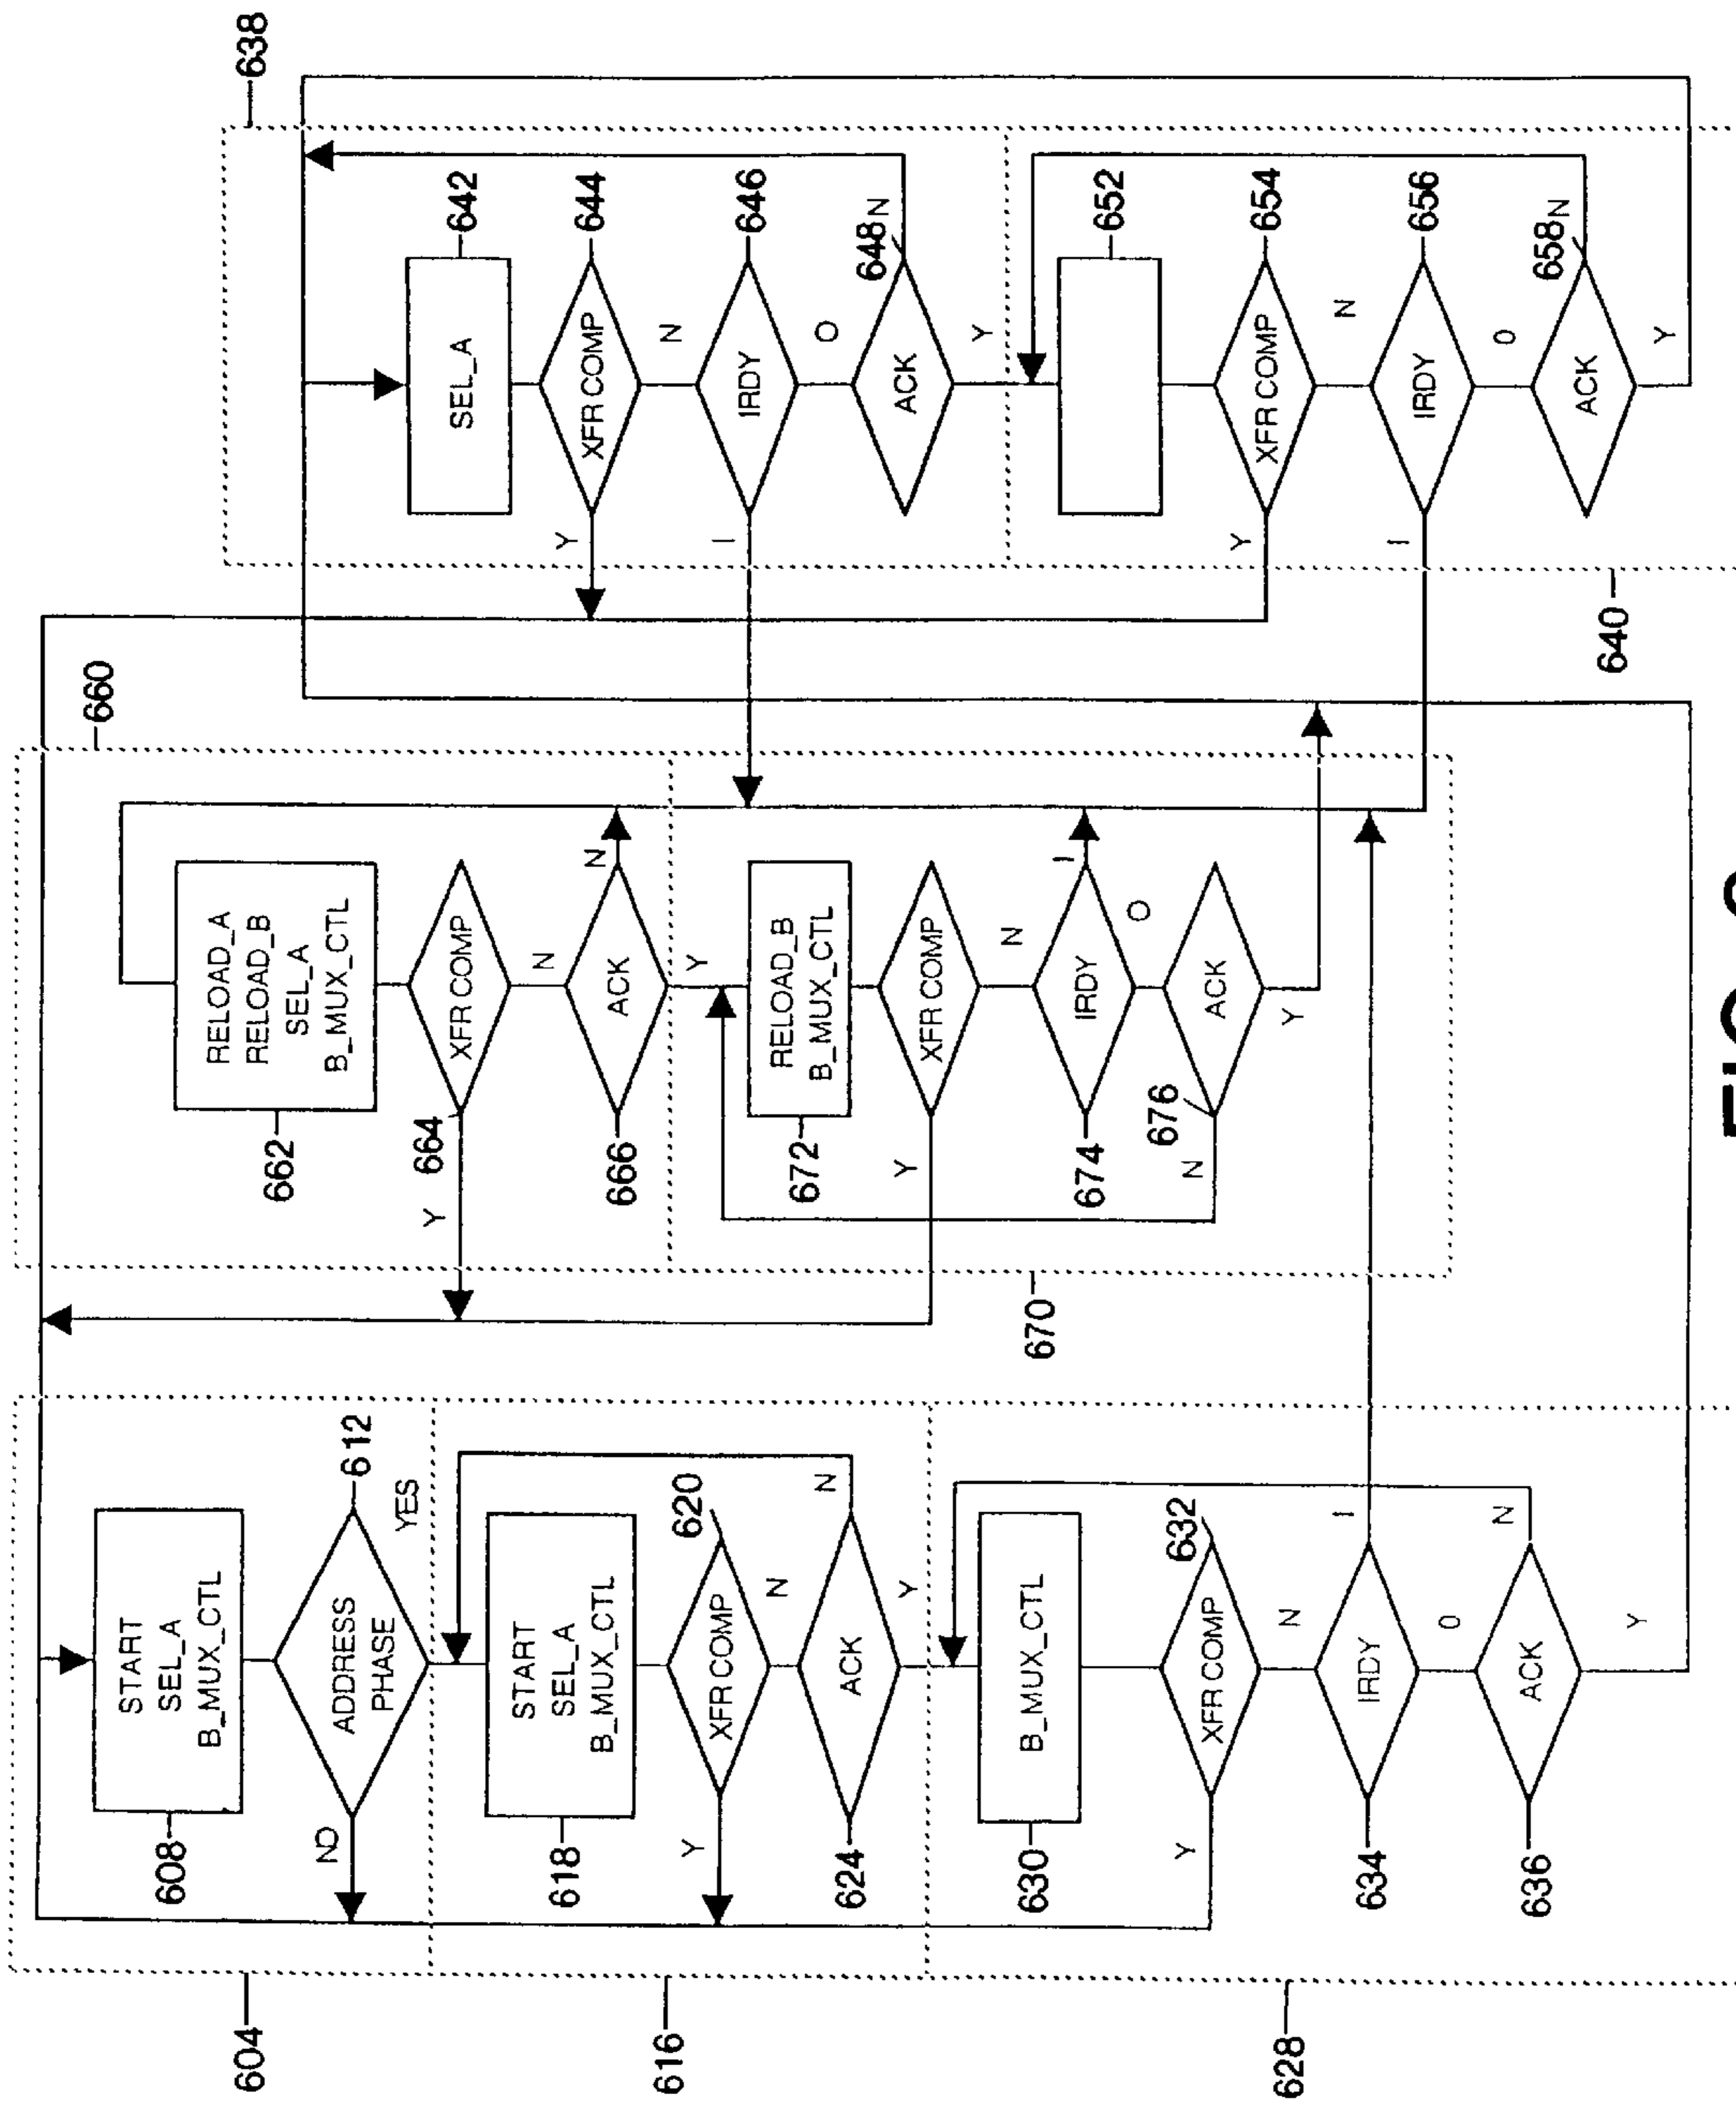 604
START
SEL_A
B_MUX_CTL
608
ADDRESS
PHASE
612
NO
YES
616
START
SEL_A
B_MUX_CTL
618
XFR COMP
620
Y
N
ACK
624
N
Y
628
B_MUX_CTL
630
XFR COMP
632
Y
N
IRDY
634
I
0
ACK
636
N
Y
660
RELOAD_A
RELOAD_B
SEL_A
B_MUX_CTL
662
XFR COMP
664
Y
N
ACK
666
N
Y
670
RELOAD_B
B_MUX_CTL
672
XFR COMP
Y
N
IRDY
674
I
O
ACK
676
N
Y
638
SEL_A
642
XFR COMP
644
Y
N
IRDY
646
I
O
ACK
648
N
Y
640
652
XFR COMP
654
Y
N
IRDY
656
I
0
ACK
658
N
Y